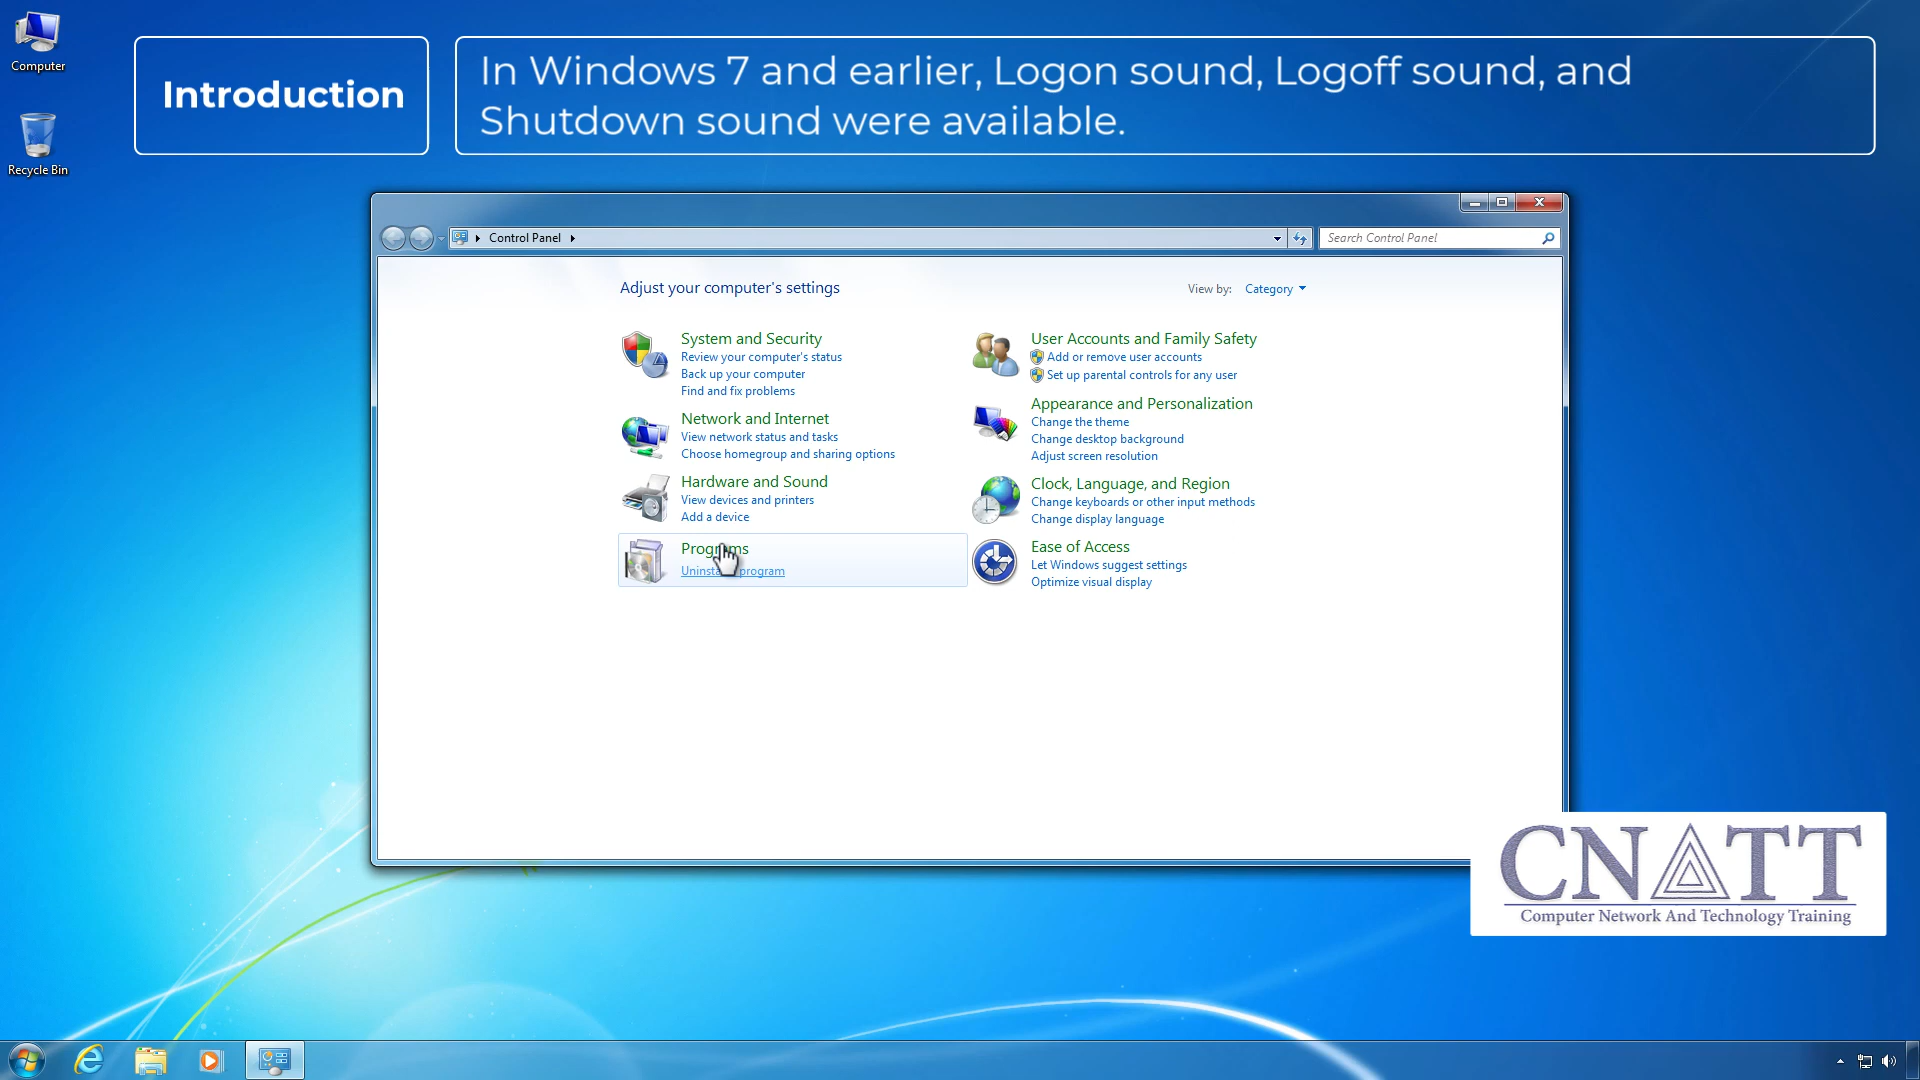 Computer
Recycle Bin
Introduction
In Windows 7 and earlier, Logon sound, Logoff sound, and
Shutdown sound were available.
Control Panel
Search Control Panel
Adjust your computer's settings
View by: Category
System and Security
Review your computer's status
Back up your computer
Find and fix problems
Network and Internet
View network status and tasks
Choose homegroup and sharing options
Hardware and Sound
View devices and printers
Add a device
Programs
program
User Accounts and Family Safety
Add or remove user accounts
Set up parental controls for any user
Appearance and Personalization
Change the theme
Change desktop background
Adjust screen resolution
Clock, Language, and Region
Change keyboards or other input methods
Change display language
Ease of Access
Let Windows suggest settings
Optimize visual display
CNATT
Computer Network And Technology Training